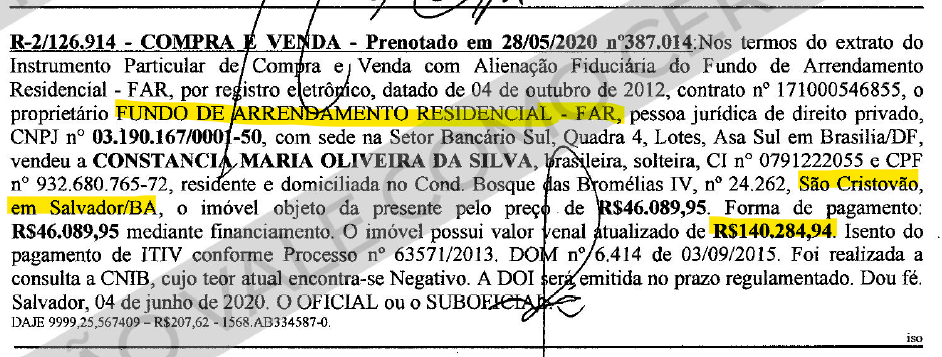 R-2/126.914 - COMPRA E VENDA - Prenotado em 28/05/2020 nº387.014:Nos termos do extrato do
Instrumento Particular de Compra e Venda com Alienação Fiduciária do Fundo de Arrendamento
Residencial - FAR, por registro eletrônico, datado de 04 de outubro de 2012, contrato nº 171000546855, o
proprietário FUNDO DE ARRENDAMENTO RESIDENCIAL - FAR, pessoa jurídica de direito privado,
CNPJ nº 03.190.167/0001-50, com sede na Setor Bancário Sul, Quadra 4, Lotes, Asa Sul em Brasilia/DF,
vendeu a CONSTANCIA MARIA OLIVEIRA DA SILVA, brasileira, solteira, CI nº 0791222055 e CPF
nº 932.680.765-72, residente e domiciliada no Cond. Bosque das Bromélias IV, nº 24.262, São Cristovão,
em Salvador/BA, o imóvel objeto da presente pelo preço de R$46.089,95. Forma de pagamento:
R$46.089,95 mediante financiamento. O imóvel possui valor venal atualizado de R$140.284,94. Isento do
pagamento de ITIV conforme Processo nº 63571/2013. DOM nº 6.414 de 03/09/2015. Foi realizada a
consulta a CNIB, cujo teor atual encontra-se Negativo. A DOI será emitida no prazo regulamentado. Dou fé.
Salvador, 04 de junho de 2020. O OFICIAL ou o SUBOFICIAL.
DAJE 9999,25,567409 – R$207,62 - 1568.AB334587-0.
iso